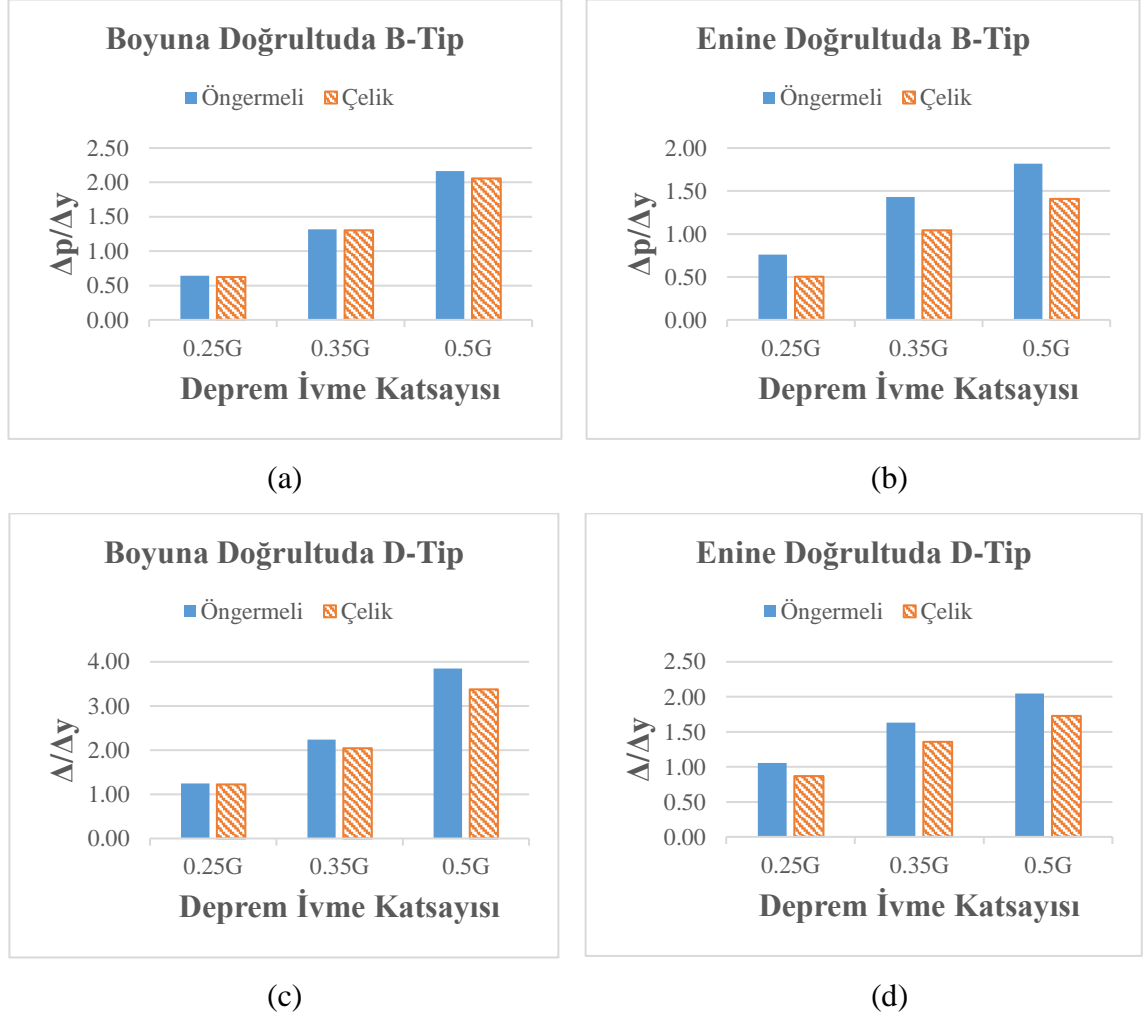 Boyuna Doğrultuda B-Tip
Öngermeli Çelik
2.50
2.00
1.50
1.00
0.50
0.00
Δp/Δy
0.25G 0.35G 0.5G
Deprem İvme Katsayısı
(a)
Enine Doğrultuda B-Tip
Öngermeli Çelik
2.00
1.50
1.00
0.50
0.00
Δp/Δy
0.25G 0.35G 0.5G
Deprem İvme Katsayısı
(b)
Boyuna Doğrultuda D-Tip
Öngermeli Çelik
4.00
3.00
2.00
1.00
0.00
Δ/Δy
0.25G 0.35G 0.5G
Deprem İvme Katsayısı
(c)
Enine Doğrultuda D-Tip
Öngermeli Çelik
2.50
2.00
1.50
1.00
0.50
0.00
Δ/Δy
0.25G 0.35G 0.5G
Deprem İvme Katsayısı
(d)